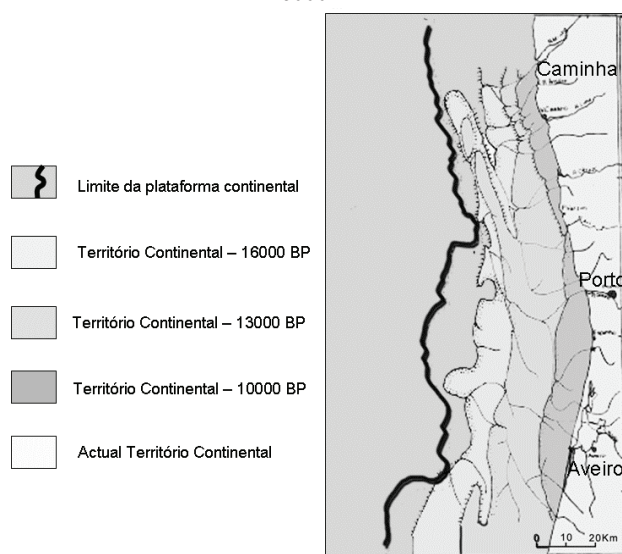 Caminha
Limite da plataforma continental
Território Continental – 16000 BP
Porto
Território Continental – 13000 BP
Território Continental – 10000 BP
Actual Território Continental
Aveiro
0 10 20Km